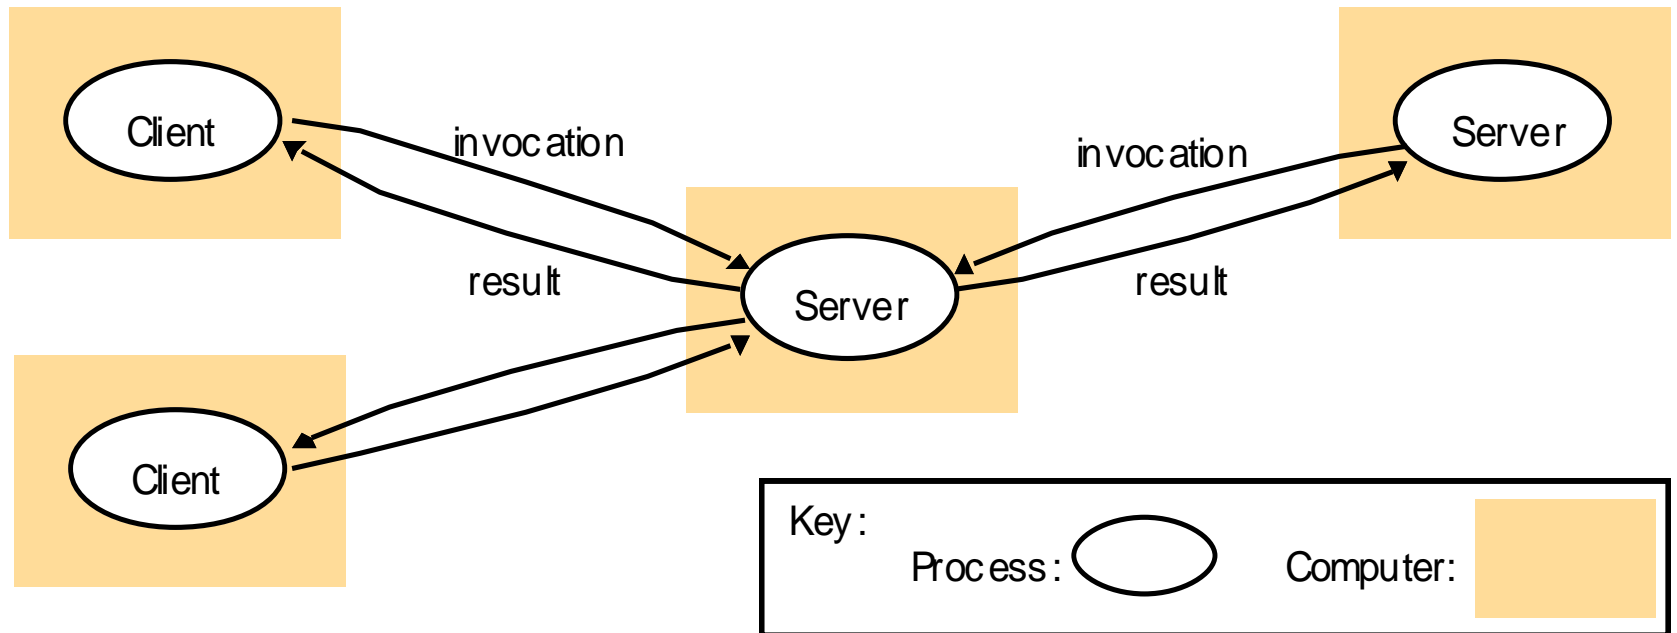 Client
invocation
result
Server
invocation
result
Server
Client
Key:
Process:
Computer: